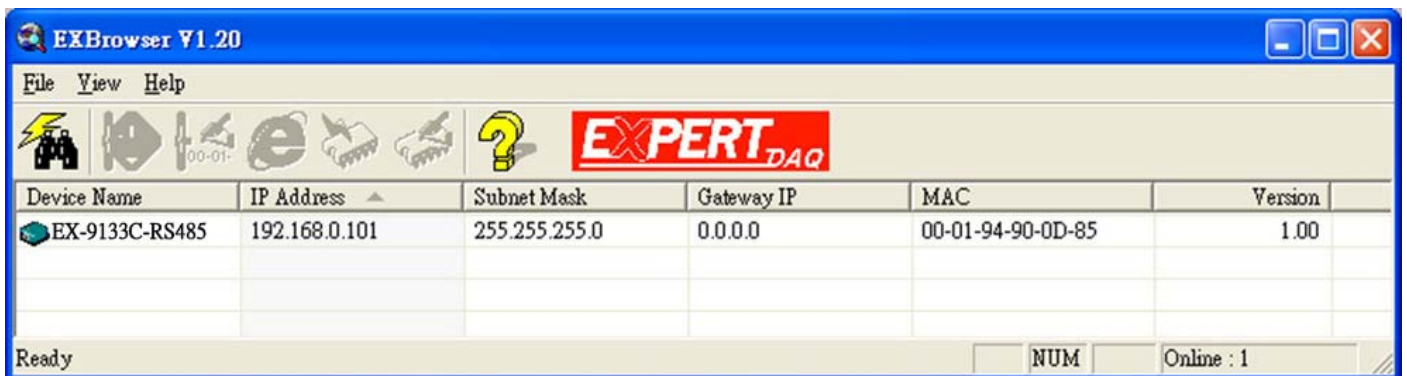 EXBrowser V1.20
File View Help
00-01-
EXPERT DAQ
Device Name IP Address Subnet Mask Gateway IP MAC Version
EX-9133C-RS485 192.168.0.101 255.255.255.0 0.0.0.0 00-01-94-90-0D-85 1.00
Ready NUM Online : 1